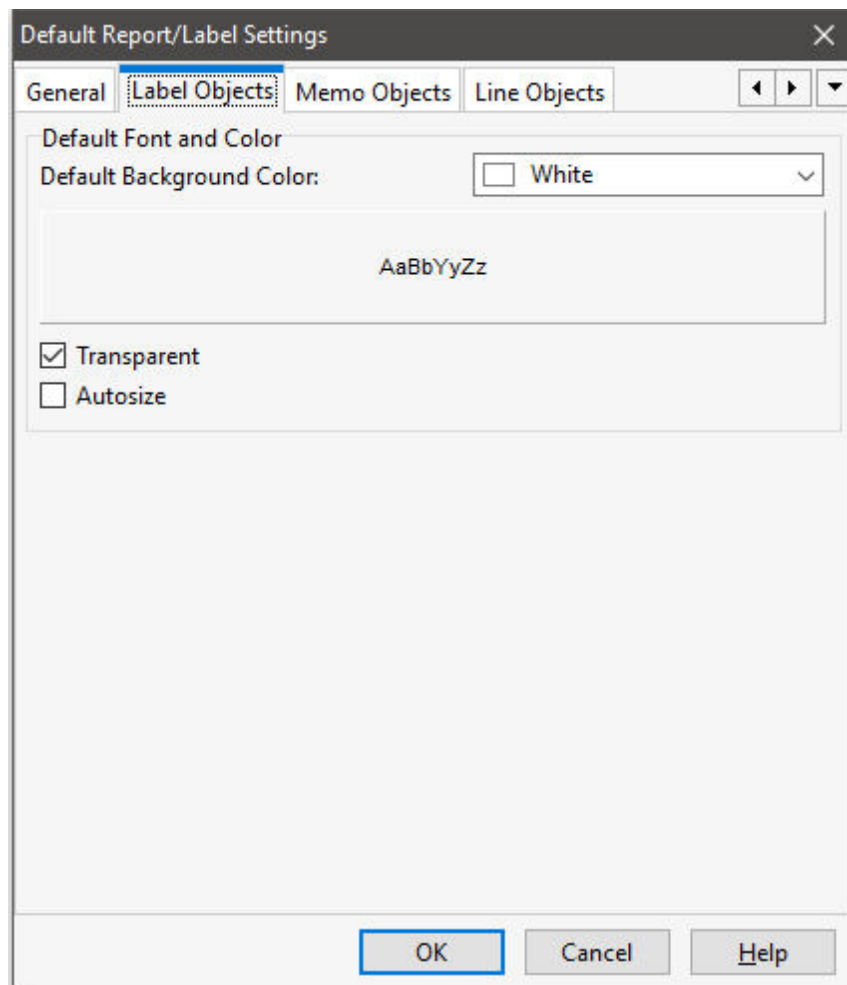 Default Report/Label Settings
General Label Objects Memo Objects Line Objects
Default Font and Color
Default Background Color: White
AaBbYyZz
Transparent
Autosize
OK Cancel Help